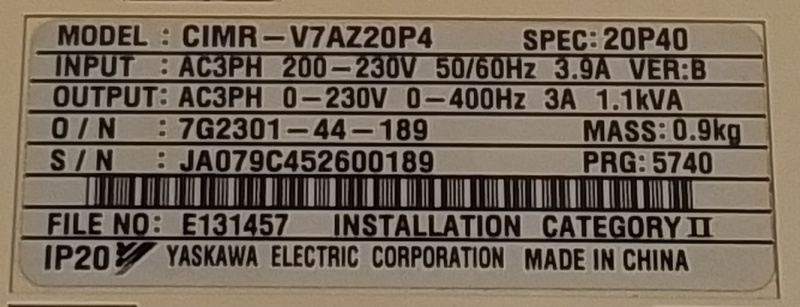 MODEL : CIMR-V7AZ20P4 SPEC: 20P40
INPUT : AC3PH 200-230V 50/60Hz 3.9A VER:B
OUTPUT: AC3PH 0-230V 0-400Hz 3A 1.1kVA
O / N : 7G2301-44-189 MASS: 0.9kg
S / N : JA079C452600189 PRG: 5740
FILE NO: E131457 INSTALLATION CATEGORY II
IP20 YASKAWA ELECTRIC CORPORATION MADE IN CHINA